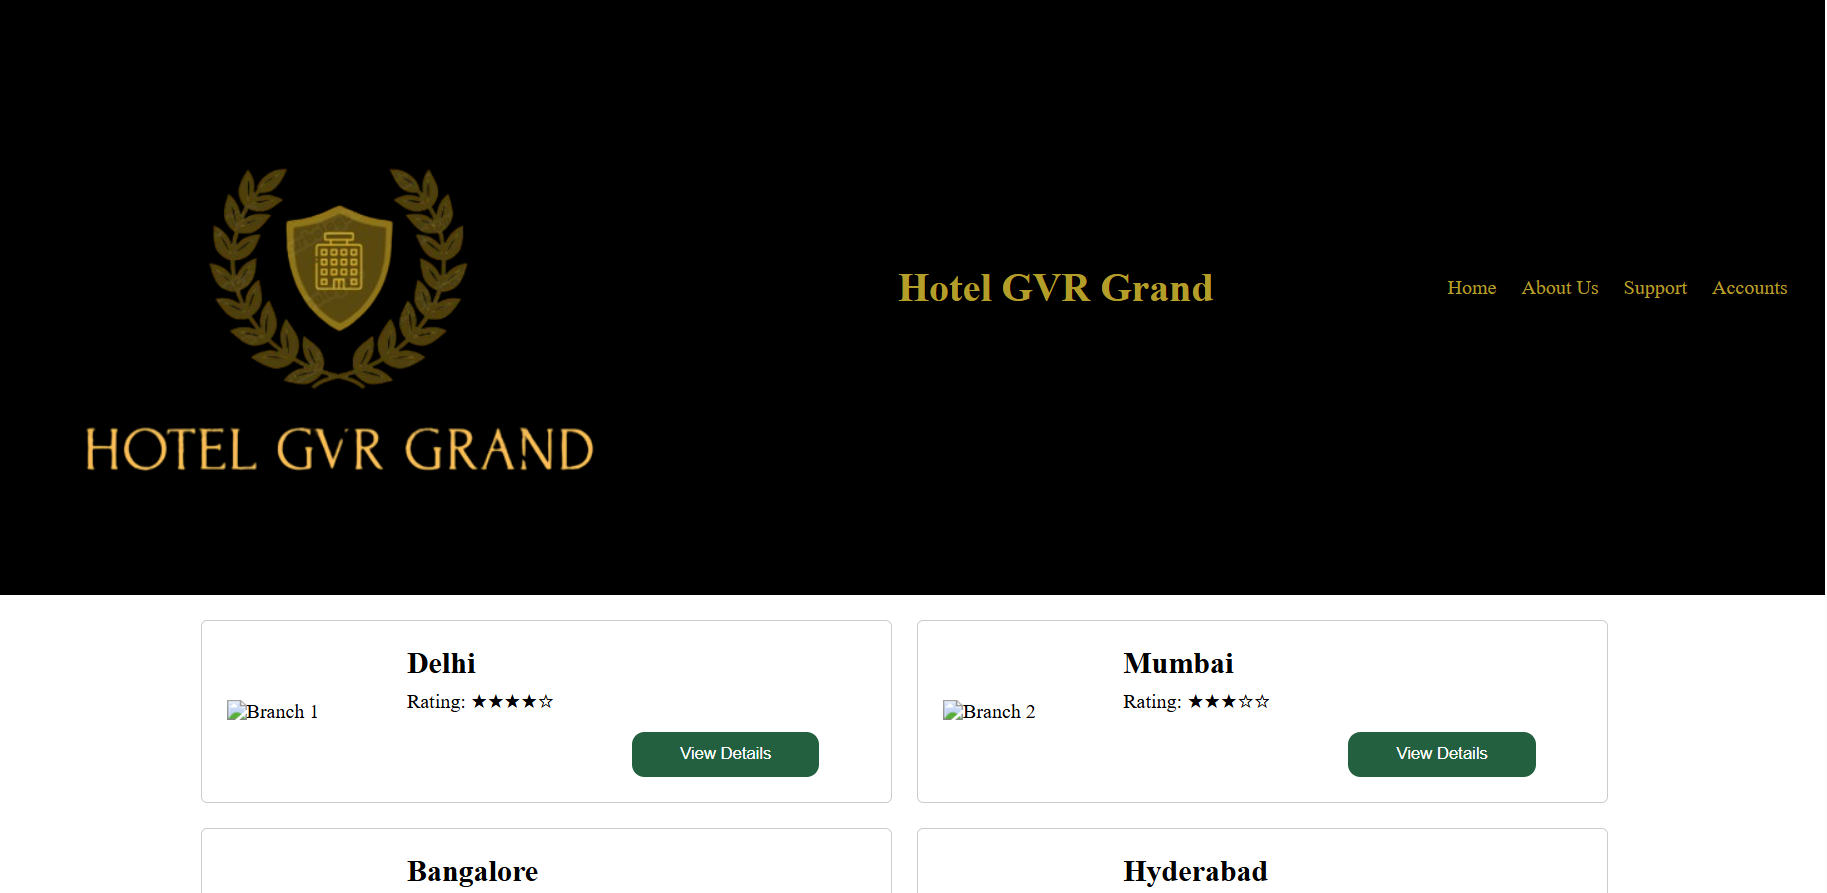 HOTEL GVR GRAND
Hotel GVR Grand
Home About Us Support Accounts
Delhi
Rating: ★★★★☆
Branch 1
View Details
Mumbai
Rating: ★★★☆☆
Branch 2
View Details
Bangalore
Hyderabad